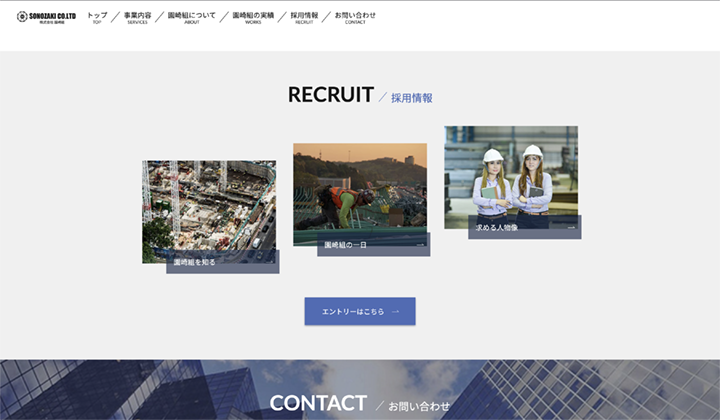 SONOZAKI CO.LTD
株式会社 園崎組
トップ ／ 事業内容 ／ 園崎組について ／ 園崎組の実績 ／ 採用情報 ／ お問い合わせ
TOP SERVICES ABOUT WORKS RECRUIT CONTACT
RECRUIT ／ 採用情報
園崎組を知る
園崎組の一日
求める人物像
エントリーはこちら
CONTACT ／ お問い合わせ